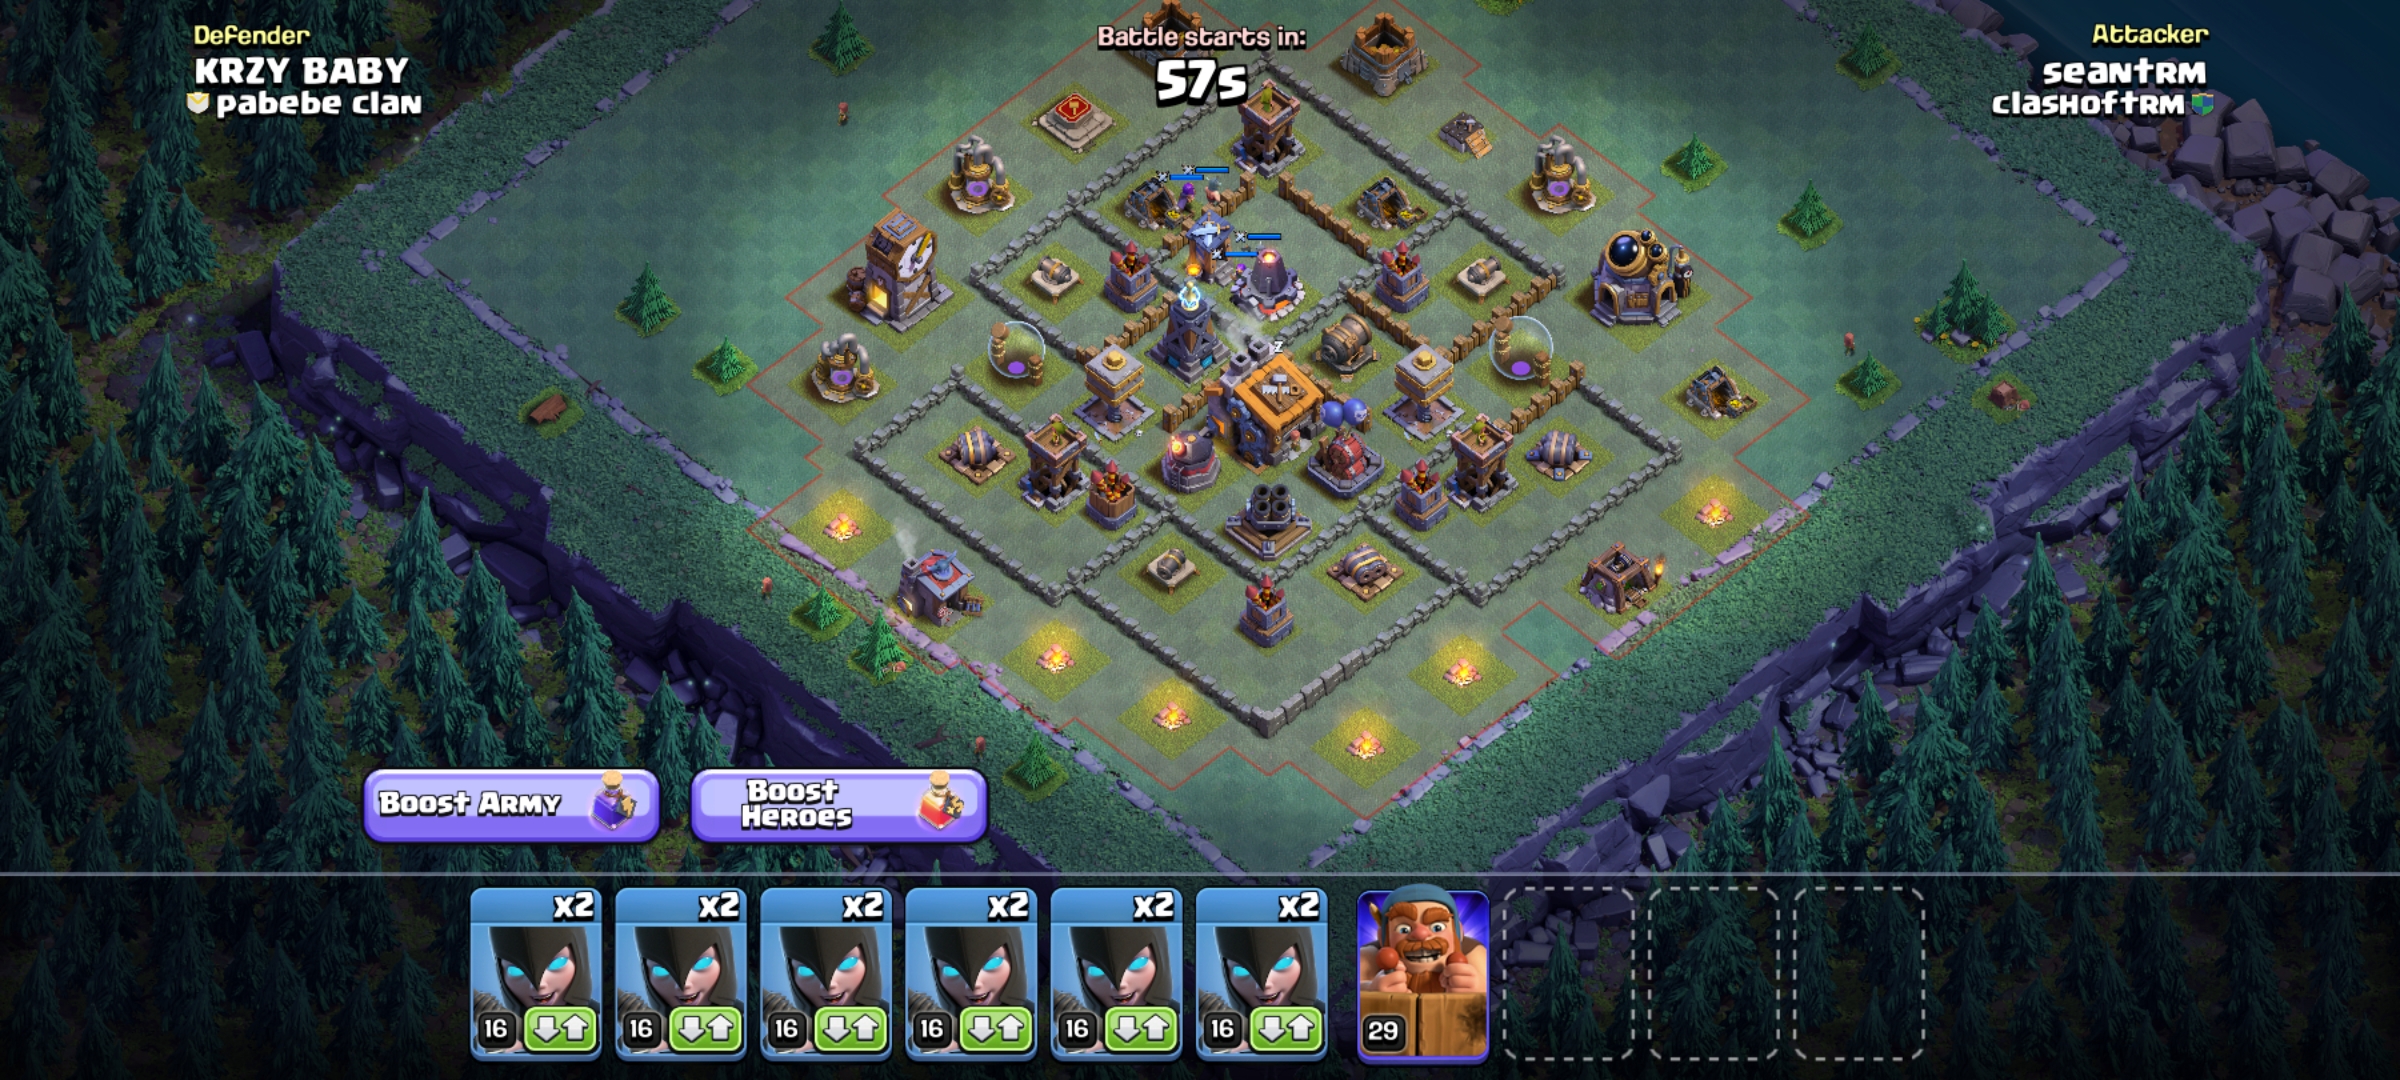 Defender
KRZY BABY
pabebe clan
Battle starts in:
57s
Attacker
seantRM
clashoftRM
z
Boost Army
Boost
Heroes
x2
x2
x2
x2
x2
x2
16
16
16
16
16
16
29